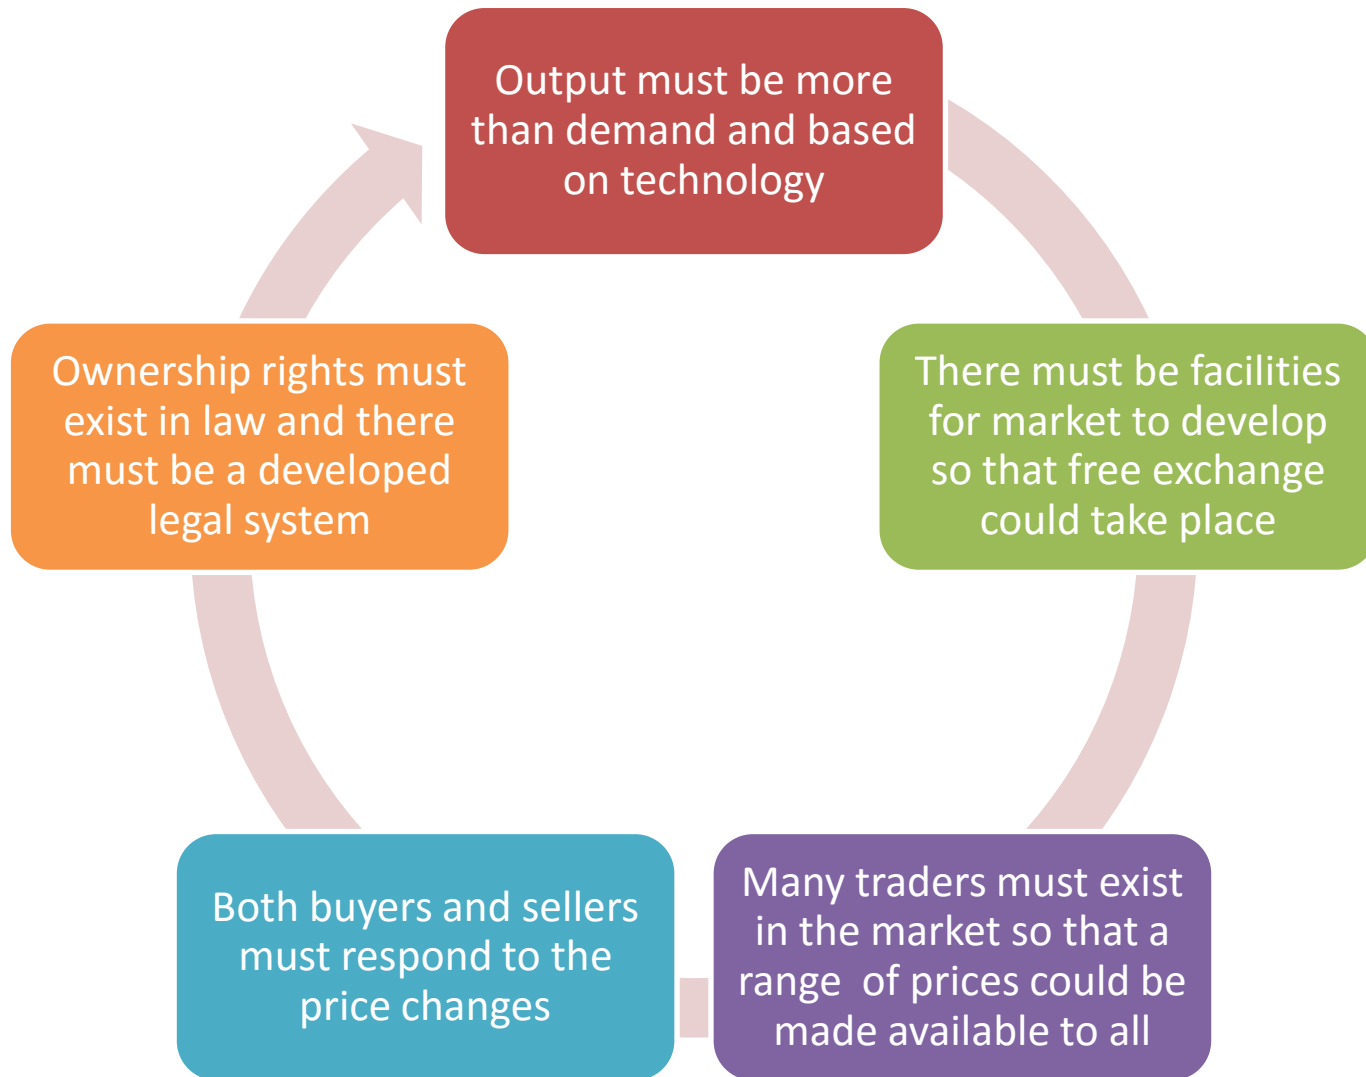 Output must be more
than demand and based
on technology
There must be facilities
for market to develop
so that free exchange
could take place
Many traders must exist
in the market so that a
range  of prices could be
made available to all
Both buyers and sellers
must respond to the
price changes
Ownership rights must
exist in law and there
must be a developed
legal system